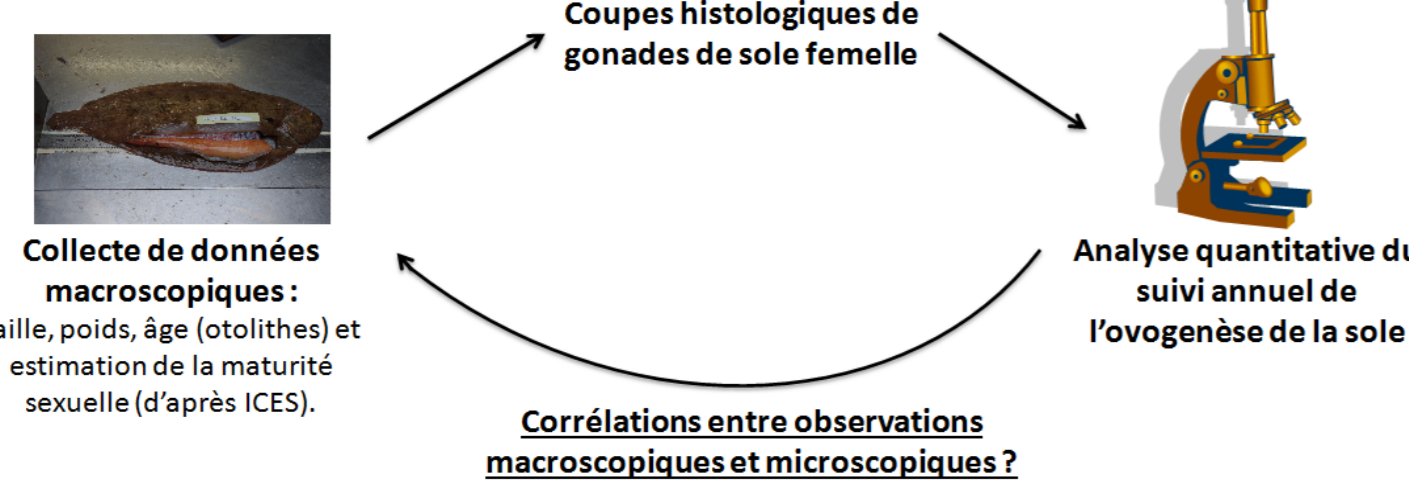 Coupes histologiques de
gonades de sole femelle
Collecte de données
macroscopiques :
aille, poids, âge (otolithes) et
estimation de la maturité
sexuelle (d’après ICES).
Analyse quantitative du
suivi annuel de
l’ovogenèse de la sole
Corrélations entre observations
macroscopiques et microscopiques ?